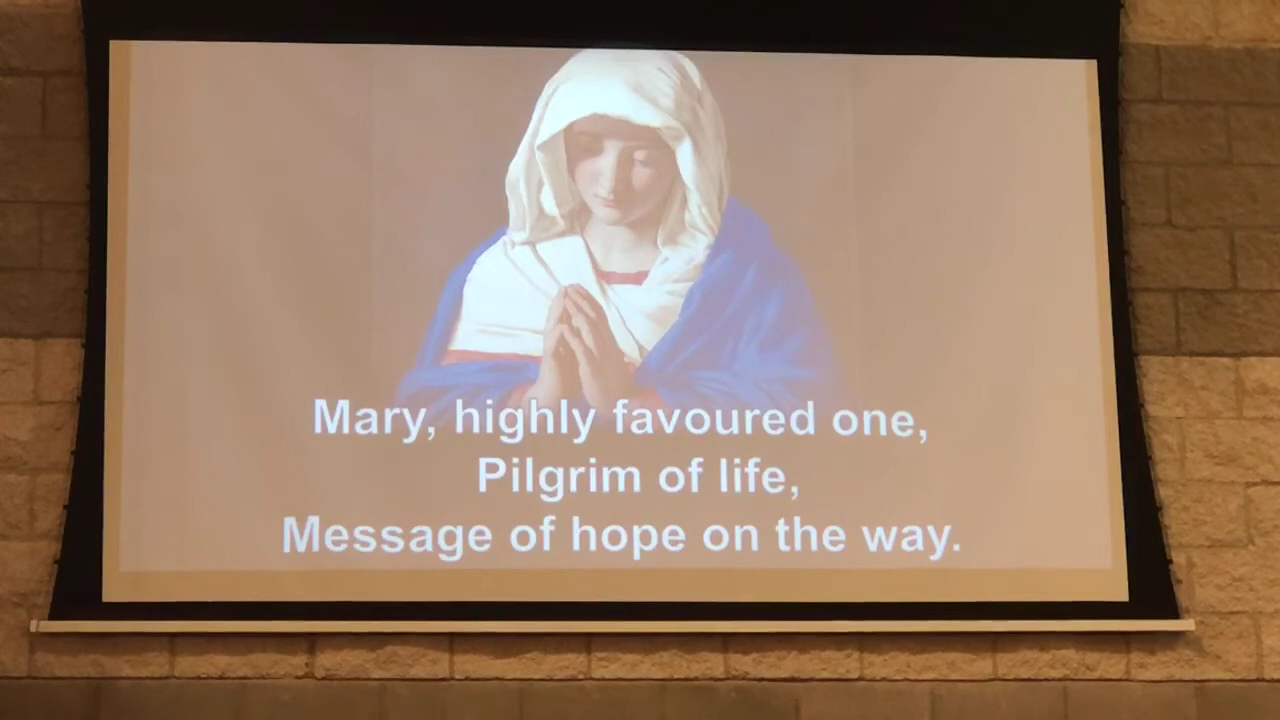 Mary, highly favoured one,
Pilgrim of life,
Message of hope on the way.